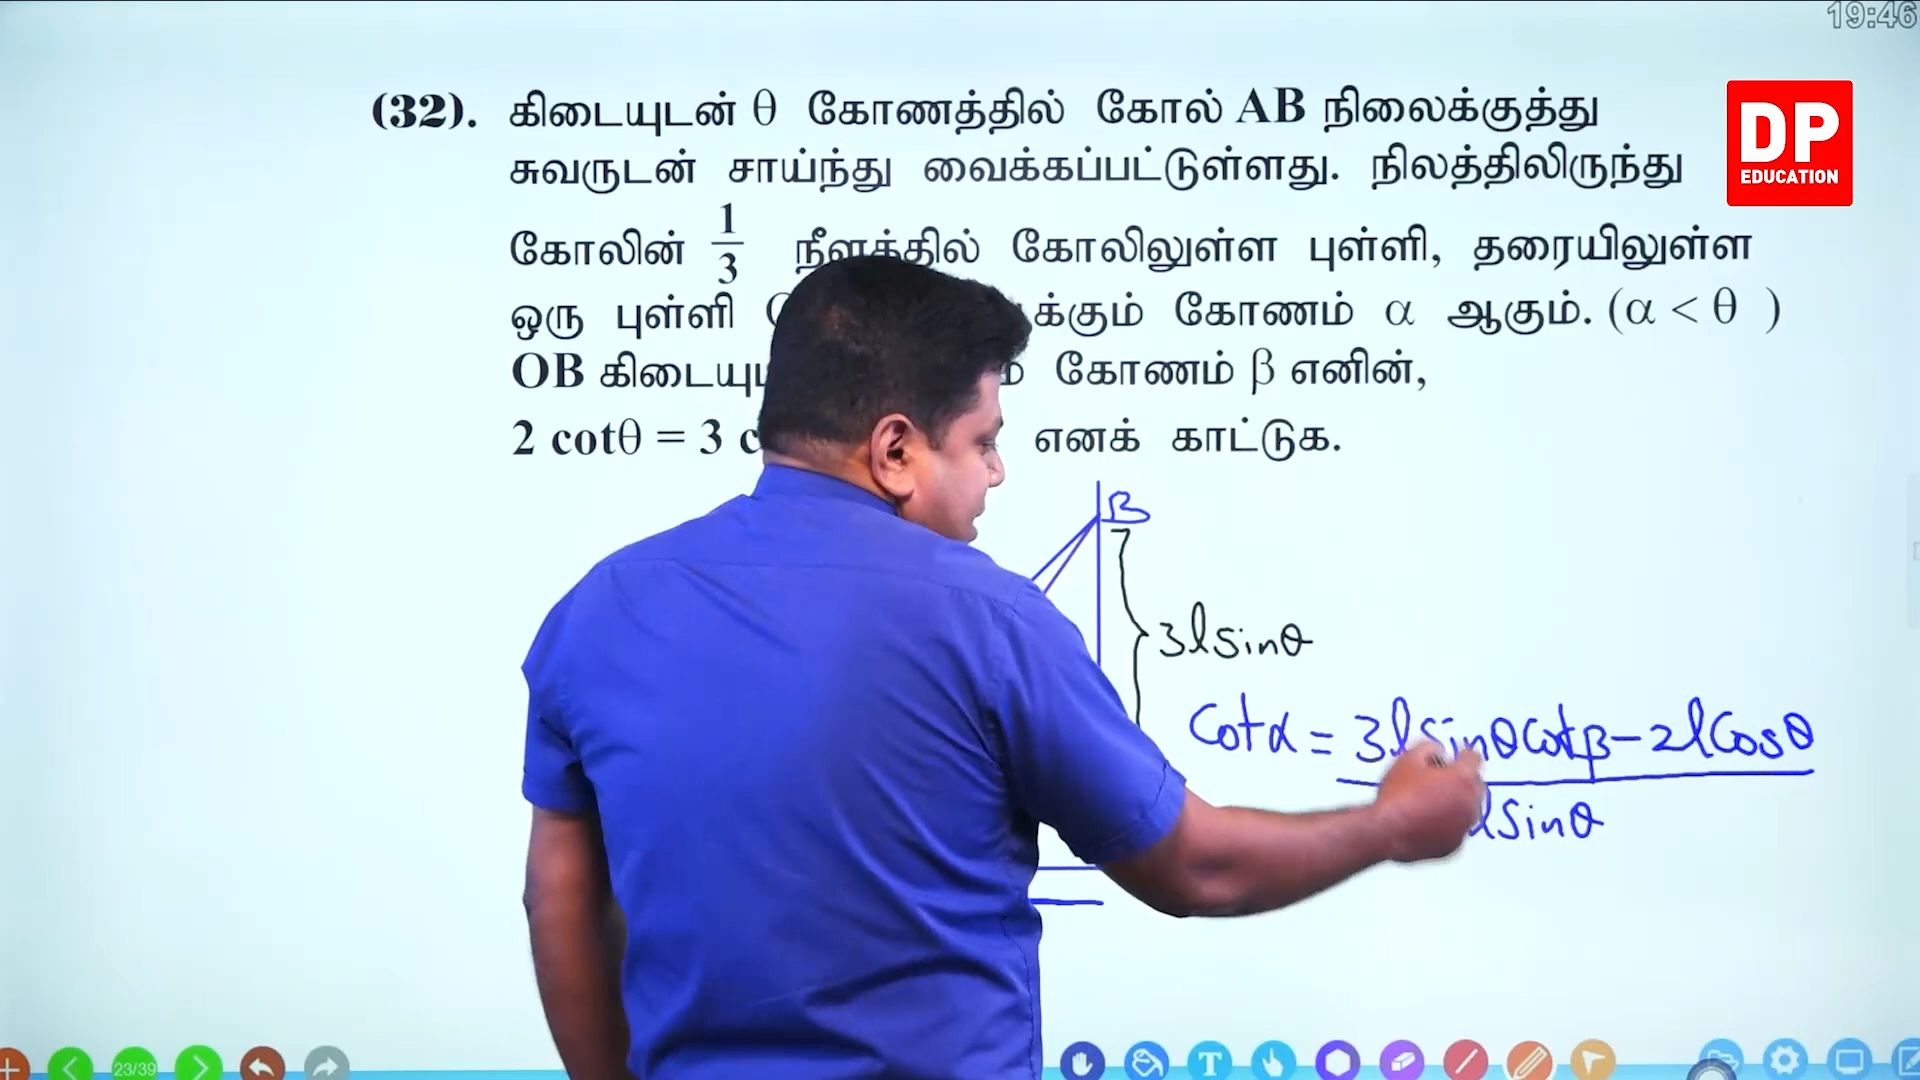 19:46
DP
EDUCATION
(32). கிடையுடன் θ கோணத்தில் கோல் AB நிலைக்குத்து
சுவருடன் சாய்ந்து வைக்கப்பட்டுள்ளது. நிலத்திலிருந்து
கோலின் 1/3 நீளத்தில் கோலிலுள்ள புள்ளி, தரையிலுள்ள
ஒரு புள்ளி க்கும் கோணம் α ஆகும். (α < θ )
OB கோணம் β எனின்,
2 cotθ = 3 எனக் காட்டுக.
B
3lsinθ
cotα = 3lsinθcotβ-2lcosθ
lsinθ
23/39
T